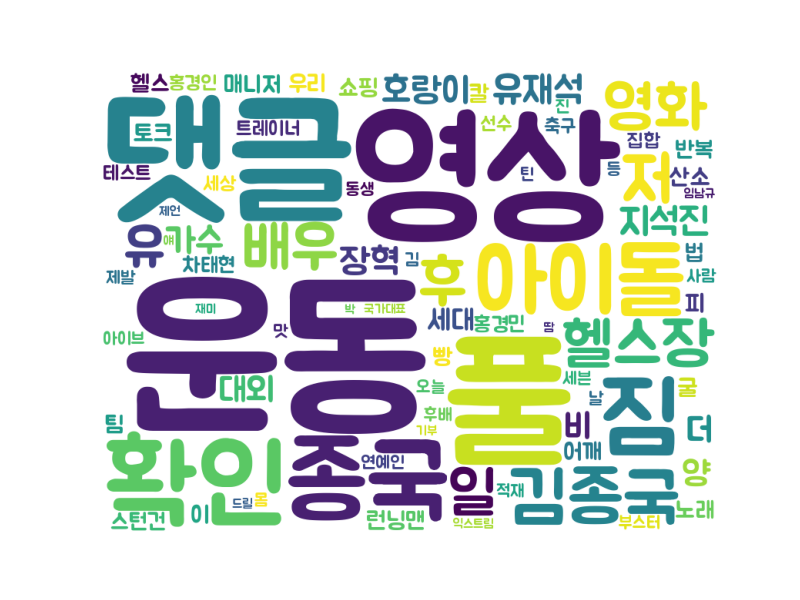 헬스 홍경인 매니저 우리 쇼핑 호랑이 칼 유재석 영화
댓글 영상 진
토크 트레이너 선수 축구 집합 반복
테스트 세상 동생 틴 등 저 산소 임남규
제언 지석진
유 얘 가수 배우 장혁 김 후 아이돌 법
제발 차태현 사람
운동 재미 박 국가대표 세대 홍경민 땀 헬스장 피
아이브 맛 빵 풀 세븐
대외 오늘 날 짐 굴
팀 후배 기부 비 더
확인 종국 연예인 어깨
일 적재 김종국 양
스턴건 이 드릴 몸 런닝맨 익스트림 부스터 노래